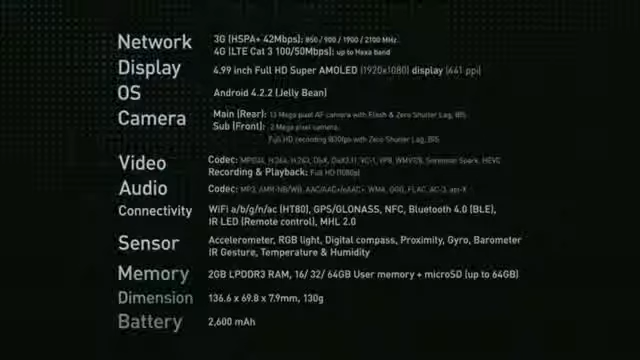 Network 3G (HSPA+ 42Mbps): 850 / 900 / 1900 / 2100 MHz
4G (LTE Cat 3 100/50Mbps): up to Hexa band
Display 4.99 inch Full HD Super AMOLED (1920x1080) display (441 ppi)
OS Android 4.2.2 (Jelly Bean)
Camera Main (Rear): 13 Mega pixel AF camera with Flash & Zero Shutter Lag, BIS
Sub (Front): 2 Mega pixel camera,
Full HD recording @30fps with Zero Shutter Lag, BIS
Video Codec: MPEG4, H.264, H.263, DivX, DivX3.11, VC-1, VP8, WMV7/8, Sorenson Spark, HEVC
Recording & Playback: Full HD (1080p)
Audio Codec: MP3, AMR-NB/WB, AAC/AAC+/eAAC+, WMA, OGG, FLAC, AC-3, apt-X
Connectivity WiFi a/b/g/n/ac (HT80), GPS/GLONASS, NFC, Bluetooth 4.0 (BLE),
IR LED (Remote control), MHL 2.0
Sensor Accelerometer, RGB light, Digital compass, Proximity, Gyro, Barometer
IR Gesture, Temperature & Humidity
Memory 2GB LPDDR3 RAM, 16/ 32/ 64GB User memory + microSD (up to 64GB)
Dimension 136.6 x 69.8 x 7.9mm, 130g
Battery 2,600 mAh